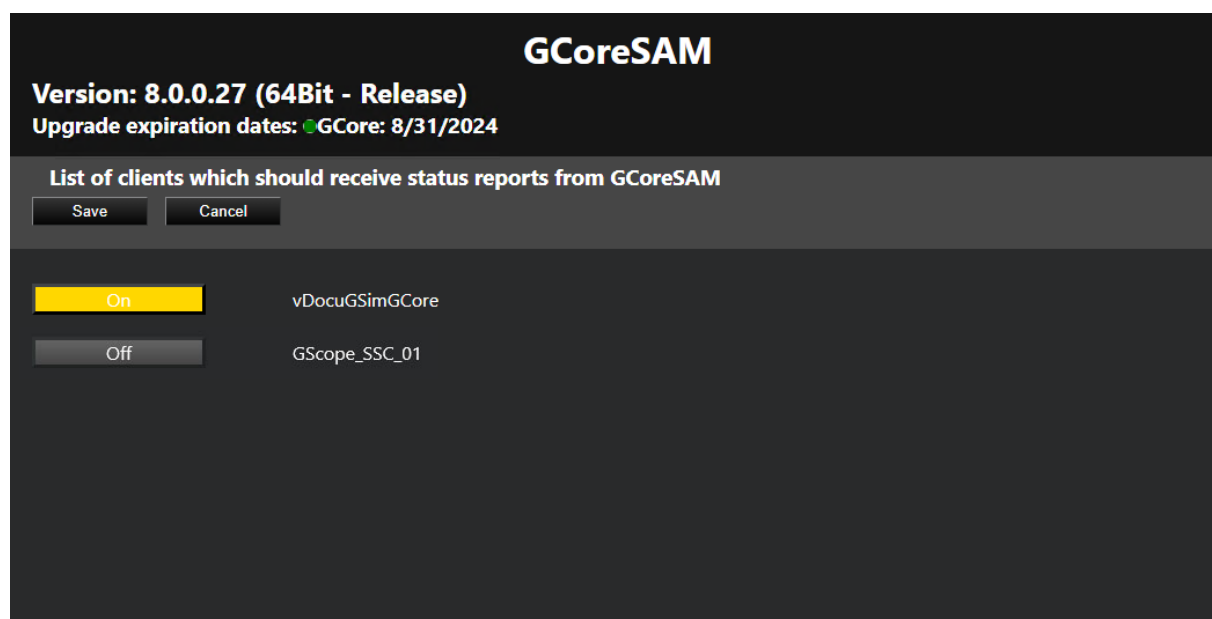 GCoreSAM
Version: 8.0.0.27 (64Bit - Release)
Upgrade expiration dates: GCore: 8/31/2024
List of clients which should receive status reports from GCoreSAM
Save Cancel
On vDocuGSimGCore
Off GScope_SSC_01